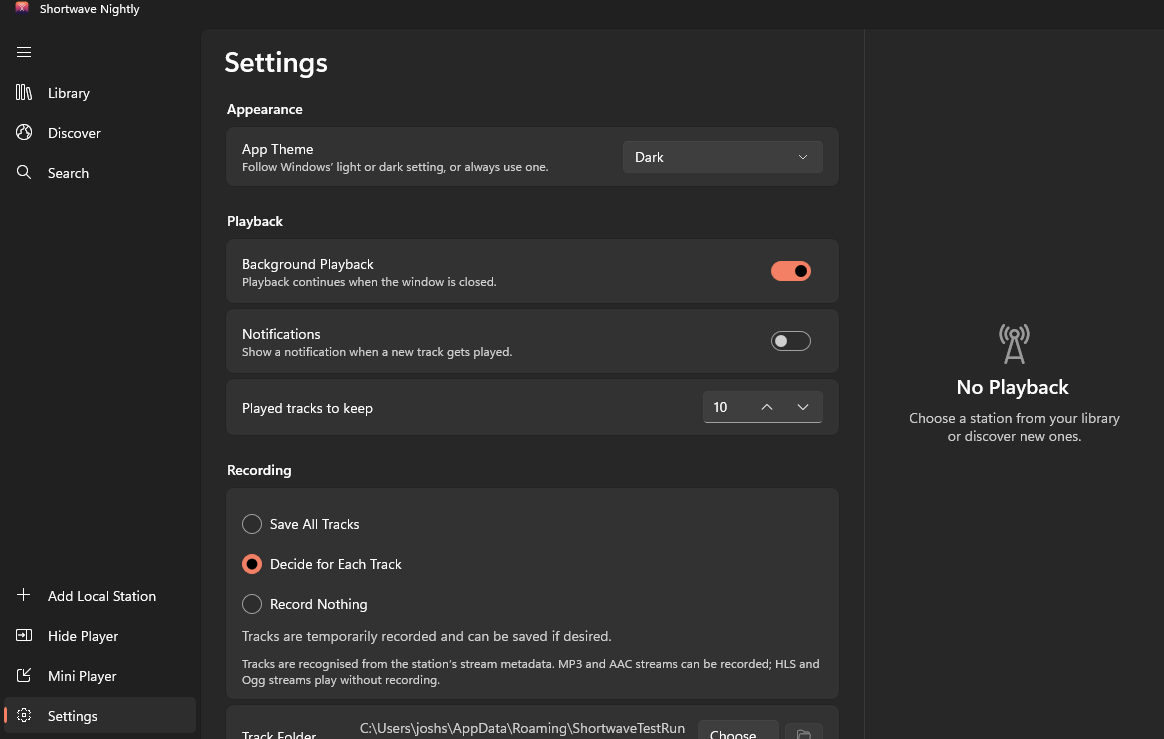 Shortwave Nightly
Library
Discover
Search
Add Local Station
Hide Player
Mini Player
Settings
Settings
Appearance
App Theme
Follow Windows' light or dark setting, or always use one.
Dark
Playback
Background Playback
Playback continues when the window is closed.
Notifications
Show a notification when a new track gets played.
Played tracks to keep
10
Recording
Save All Tracks
Decide for Each Track
Record Nothing
Tracks are temporarily recorded and can be saved if desired.
Tracks are recognised from the station's stream metadata. MP3 and AAC streams can be recorded; HLS and
Ogg streams play without recording.
Track Folder
C:\Users\joshs\AppData\Roaming\ShortwaveTestRun
Choose
No Playback
Choose a station from your library
or discover new ones.